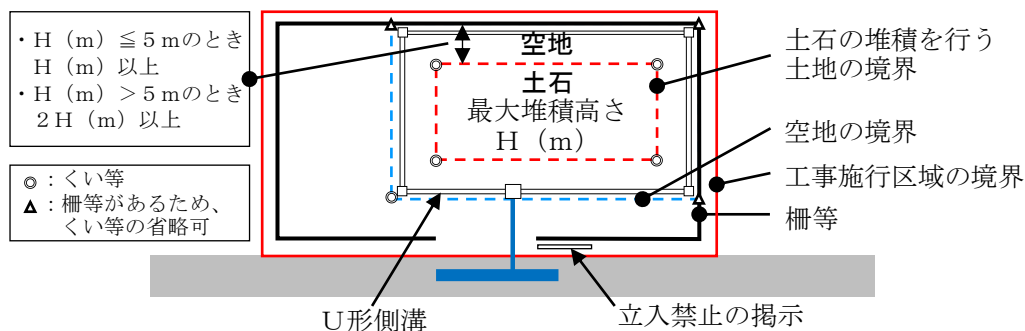 ・H（m）≦5ｍのとき
H（m）以上
・H（m）＞5ｍのとき
２H（m）以上
◎：くい等
△：柵等があるため、
くい等の省略可
空地
土石
最大堆積高さ
H（m）
土石の堆積を行う
土地の境界
空地の境界
工事施行区域の境界
柵等
U形側溝
立入禁止の掲示